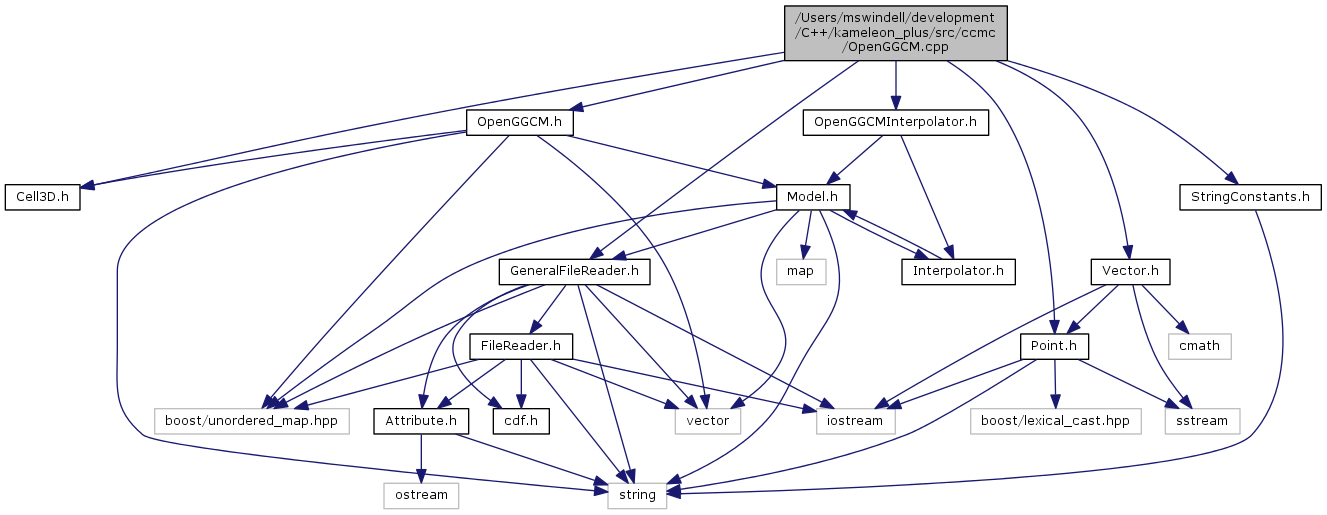 /Users/mswindell/development
/C++/kameleon_plus/src/ccmc
/OpenGGCM.cpp
OpenGGCM.h
OpenGGCMInterpolator.h
Cell3D.h
Model.h
StringConstants.h
GeneralFileReader.h
map
Interpolator.h
Vector.h
FileReader.h
Point.h
cmath
boost/unordered_map.hpp
Attribute.h
cdf.h
vector
iostream
boost/lexical_cast.hpp
sstream
ostream
string